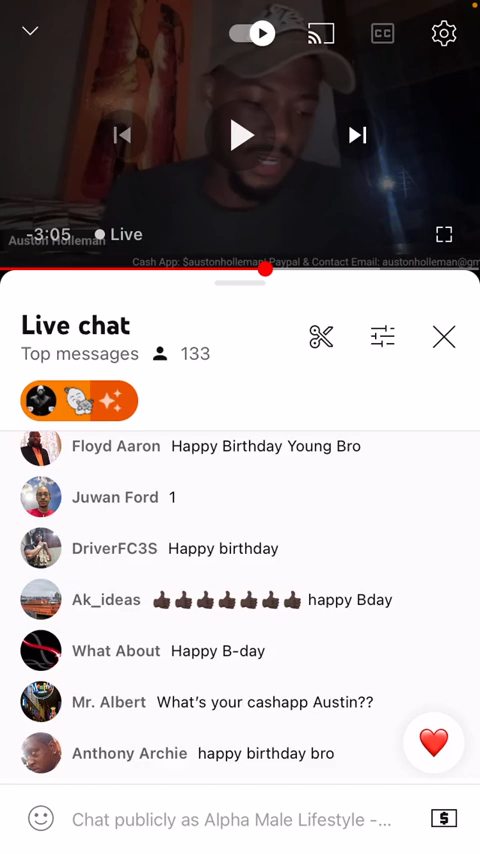 CC
-3:05
Live
Auston Holleman
Cash App: $austonholleman| Paypal & Contact Email: austonholleman@gm
Live chat
Top messages 133
Floyd Aaron Happy Birthday Young Bro
Juwan Ford 1
DriverFC3S Happy birthday
Ak_ideas 👍🏿👍🏿👍🏿👍🏿👍🏿👍🏿👍🏿 happy Bday
What About Happy B-day
Mr. Albert What's your cashapp Austin??
Anthony Archie happy birthday bro
Chat publicly as Alpha Male Lifestyle -...
$